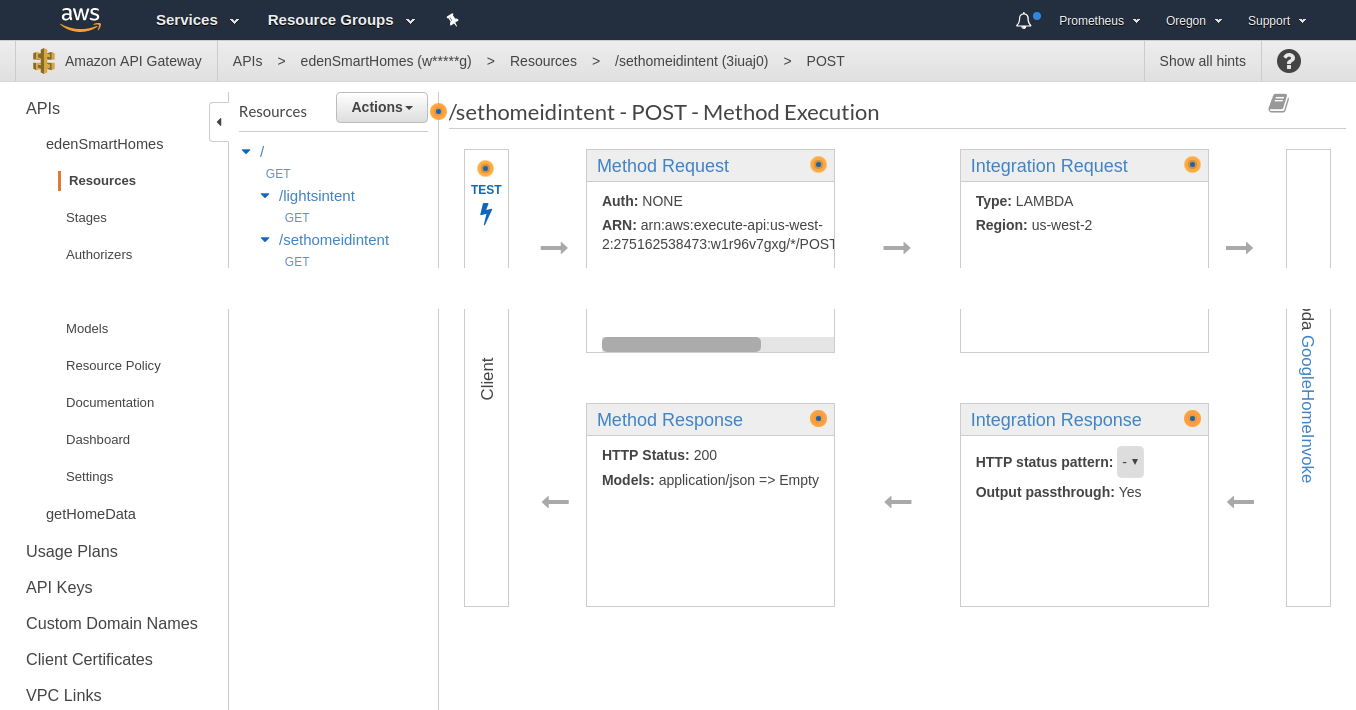 aws Services Resource Groups Prometheus Oregon Support
Amazon API Gateway APIs > edenSmartHomes (w*****g) > Resources > /sethomeidintent (3iuaj0) > POST Show all hints ?
APIs
edenSmartHomes
Resources
Stages
Authorizers
Models
Resource Policy
Documentation
Dashboard
Settings
getHomeData
Usage Plans
API Keys
Custom Domain Names
Client Certificates
VPC Links
Resources
Actions
/
GET
/lightsintent
GET
/sethomeidintent
GET
/sethomeidintent - POST - Method Execution
TEST
Client
Method Request
Auth: NONE
ARN: arn:aws:execute-api:us-west-
2:275162538473:w1r96v7gxg/*/POST
Integration Request
Type: LAMBDA
Region: us-west-2
Method Response
HTTP Status: 200
Models: application/json => Empty
Integration Response
HTTP status pattern: -
Output passthrough: Yes
da GoogleHomeInvoke